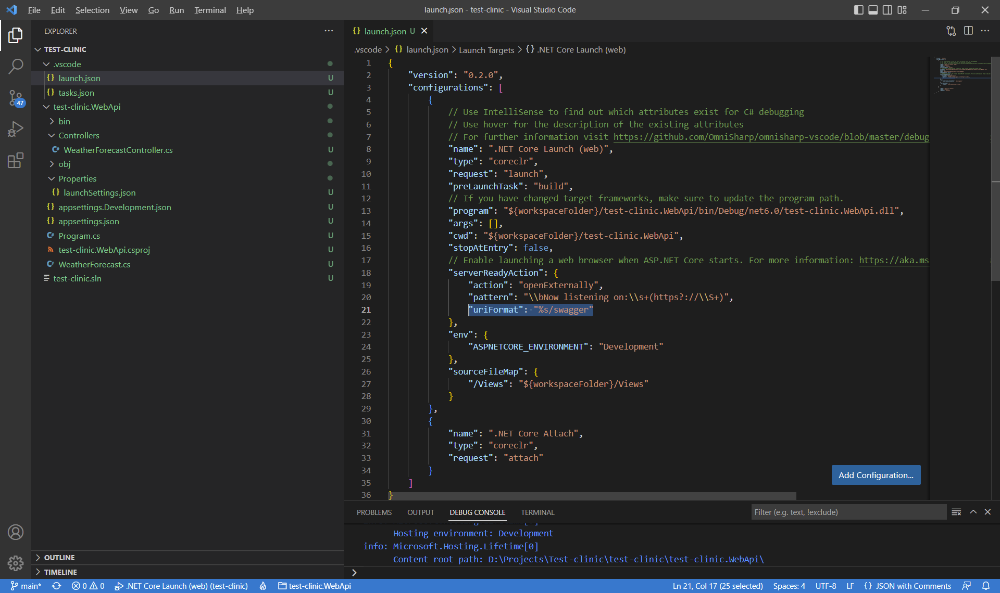 File Edit Selection View Go Run Terminal Help
launch.json - test-clinic - Visual Studio Code
EXPLORER
TEST-CLINIC
.vscode
launch.json U
tasks.json U
test-clinic.WebApi
bin
Controllers
WeatherForecastController.cs U
obj
Properties
launchSettings.json U
appsettings.Development.json U
appsettings.json U
Program.cs U
test-clinic.WebApi.csproj U
WeatherForecast.cs U
test-clinic.sln U
OUTLINE
TIMELINE
47
launch.json U
.vscode > launch.json > Launch Targets > {} .NET Core Launch (web)
1 {
2 "version": "0.2.0",
3 "configurations": [
4 {
5 // Use IntelliSense to find out which attributes exist for C# debugging
6 // Use hover for the description of the existing attributes
7 // For further information visit https://github.com/OmniSharp/omnisharp-vscode/blob/master/debug
8 "name": ".NET Core Launch (web)",
9 "type": "coreclr",
10 "request": "launch",
11 "preLaunchTask": "build",
12 // If you have changed target frameworks, make sure to update the program path.
13 "program": "${workspaceFolder}/test-clinic.WebApi/bin/Debug/net6.0/test-clinic.WebApi.dll",
14 "args": [],
15 "cwd": "${workspaceFolder}/test-clinic.WebApi",
16 "stopAtEntry": false,
17 // Enable launching a web browser when ASP.NET Core starts. For more information: https://aka.ms
18 "serverReadyAction": {
19 "action": "openExternally",
20 "pattern": "\\bNow listening on:\\s+(https?://\\S+)",
21 "uriFormat": "%s/swagger"
22 },
23 "env": {
24 "ASPNETCORE_ENVIRONMENT": "Development"
25 },
26 "sourceFileMap": {
27 "/Views": "${workspaceFolder}/Views"
28 }
29 },
30 {
31 "name": ".NET Core Attach",
32 "type": "coreclr",
33 "request": "attach"
34 }
35 ]
36 }
Add Configuration...
PROBLEMS OUTPUT DEBUG CONSOLE TERMINAL
Filter (e.g. text, !exclude)
Hosting environment: Development
info: Microsoft.Hosting.Lifetime[0]
Content root path: D:\Projects\Test-clinic\test-clinic\test-clinic.WebApi\
main* 0 0 .NET Core Launch (web) (test-clinic) test-clinic.WebApi Ln 21, Col 17 (25 selected) Spaces: 4 UTF-8 LF {} JSON with Comments